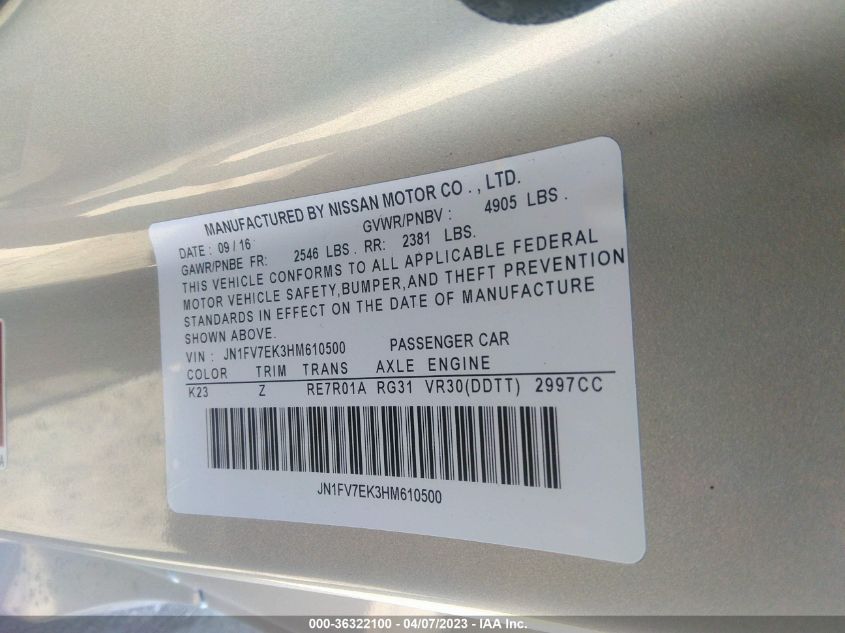 MANUFACTURED BY NISSAN MOTOR CO . , LTD.
DATE : 09 / 16 GVWR/PNBV : 4905 LBS .
GAWR/PNBE FR: 2546 LBS . RR: 2381 LBS.
THIS VEHICLE CONFORMS TO ALL APPLICABLE FEDERAL
MOTOR VEHICLE SAFETY,BUMPER,AND THEFT PREVENTION
STANDARDS IN EFFECT ON THE DATE OF MANUFACTURE
SHOWN ABOVE.
VIN : JN1FV7EK3HM610500 PASSENGER CAR
COLOR TRIM TRANS AXLE ENGINE
K23 Z RE7R01A RG31 VR30(DDTT) 2997CC
JN1FV7EK3HM610500
000-36322100 - 04/07/2023 - IAA Inc.